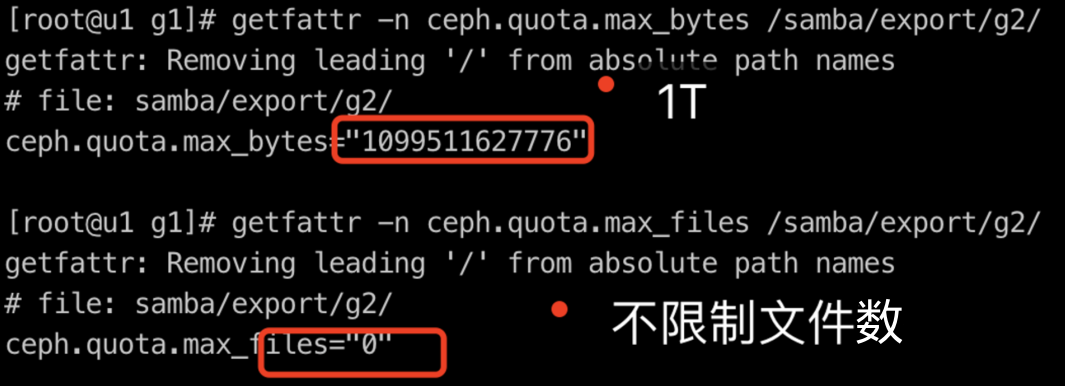 [root@u1 g1]# getfattr -n ceph.quota.max_bytes /samba/export/g2/
getfattr: Removing leading '/' from absolute path names
# file: samba/export/g2/
1T
ceph.quota.max_bytes="1099511627776"
[root@u1 g1]# getfattr -n ceph.quota.max_files /samba/export/g2/
getfattr: Removing leading '/' from absolute path names
# file: samba/export/g2/
不限制文件数
ceph.quota.max_files="0"